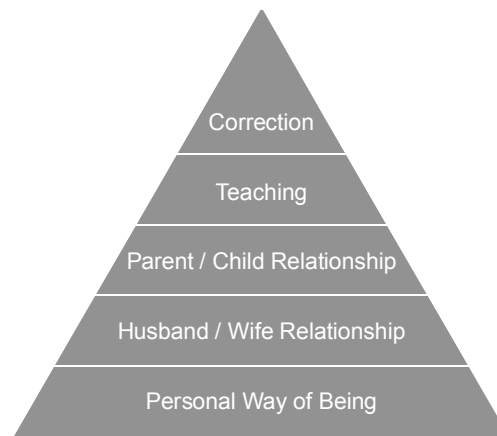 Correction
Teaching
Parent / Child Relationship
Husband / Wife Relationship
Personal Way of Being